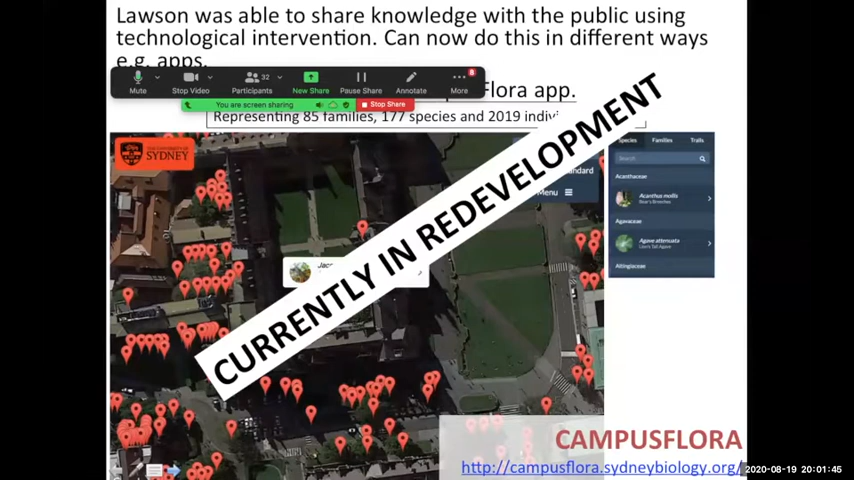 Lawson was able to share knowledge with the public using
technological intervention. Can now do this in different ways
e.g. apps.
Mute
Stop Video
32
Participants
New Share
Pause Share
Annotate
More
You are screen sharing
Stop Share
Flora app.
Representing 85 families, 177 species and 2019
THE UNIVERSITY OF
SYDNEY
Menu
Species Families Trails
Search
Acanthaceae
Acanthus mollis
Bear's Breeches
Agavaceae
Agave attenuata
Lion's Tail Agave
Altingiaceae
CURRENTLY IN REDEVELOPMENT
CAMPUSFLORA
http://campusflora.sydneybiology.org/
2020-08-19 20:01:45